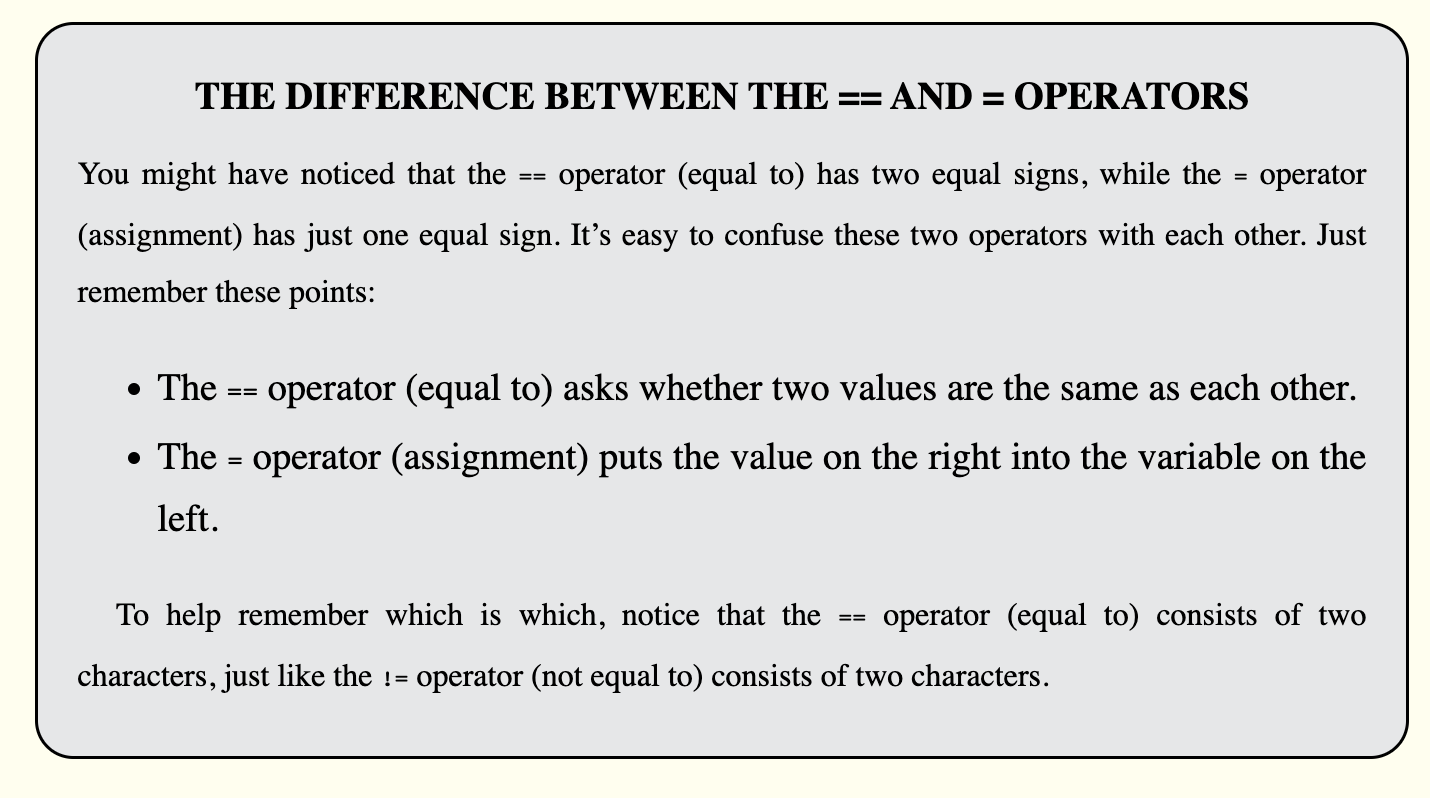 THE DIFFERENCE BETWEEN THE == AND = OPERATORS
You might have noticed that the == operator (equal to) has two equal signs, while the = operator
(assignment) has just one equal sign. It’s easy to confuse these two operators with each other. Just
remember these points:
• The == operator (equal to) asks whether two values are the same as each other.
• The = operator (assignment) puts the value on the right into the variable on the
left.
To help remember which is which, notice that the == operator (equal to) consists of two
characters, just like the != operator (not equal to) consists of two characters.